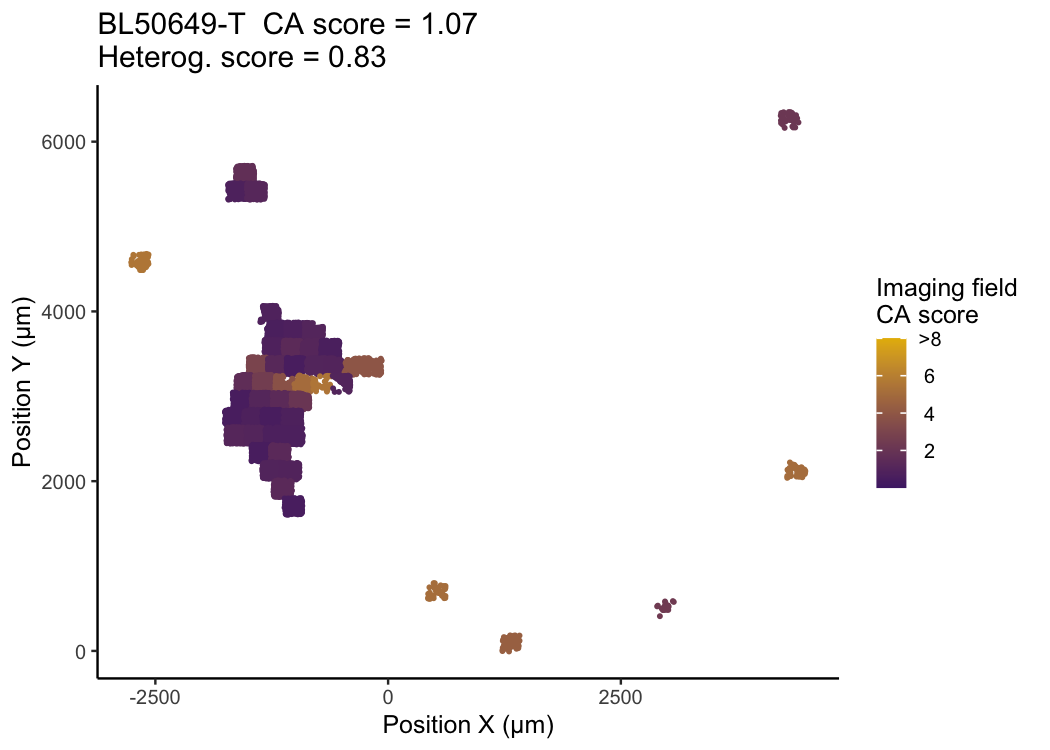 BL50649-T  CA score = 1.07
Heterog. score = 0.83
6000
4000
2000
0
Position Y (µm)
-2500
0
2500
Position X (µm)
Imaging field
CA score
>8
6
4
2